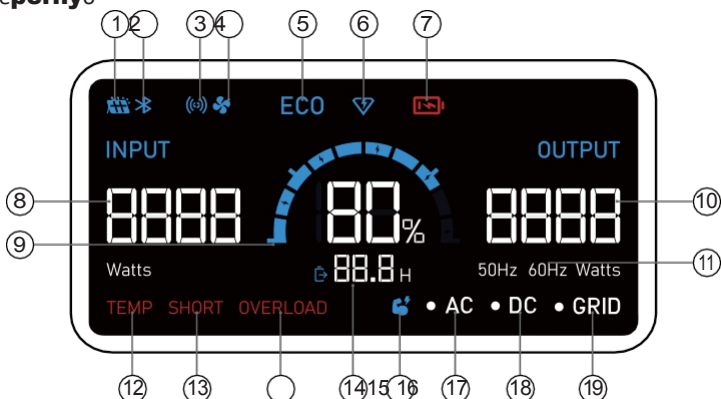 1 2 3 4 5 6 7
ECO
INPUT OUTPUT
8 8888 80% 8888 10
9
Watts 88.8 H 50Hz 60Hz Watts 11
TEMP SHORT OVERLOAD AC DC GRID
12 13 14 15 16 17 18 19